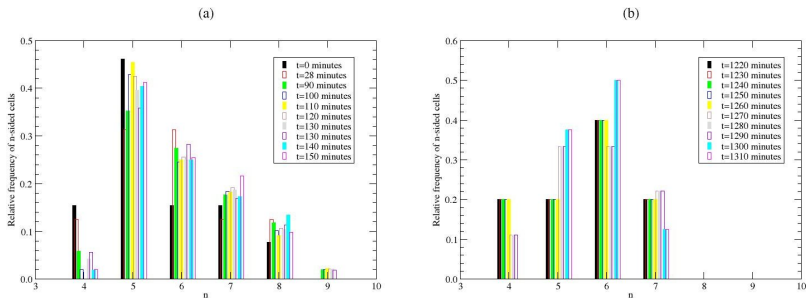 (a)
0.5
0.4
0.3
0.2
0.1
0.0
Relative frequency of n-sided cells
3 4 5 6 7 8 9 10
n
t=0 minutes
t=28 minutes
t=90 minutes
t=100 minutes
t=110 minutes
t=120 minutes
t=130 minutes
t=130 minutes
t=140 minutes
t=150 minutes
(b)
0.6
0.5
0.4
0.3
0.2
0.1
0.0
Relative frequency of n-sided cells
3 4 5 6 7 8 9 10
n
t=1220 minutes
t=1230 minutes
t=1240 minutes
t=1250 minutes
t=1260 minutes
t=1270 minutes
t=1280 minutes
t=1290 minutes
t=1300 minutes
t=1310 minutes